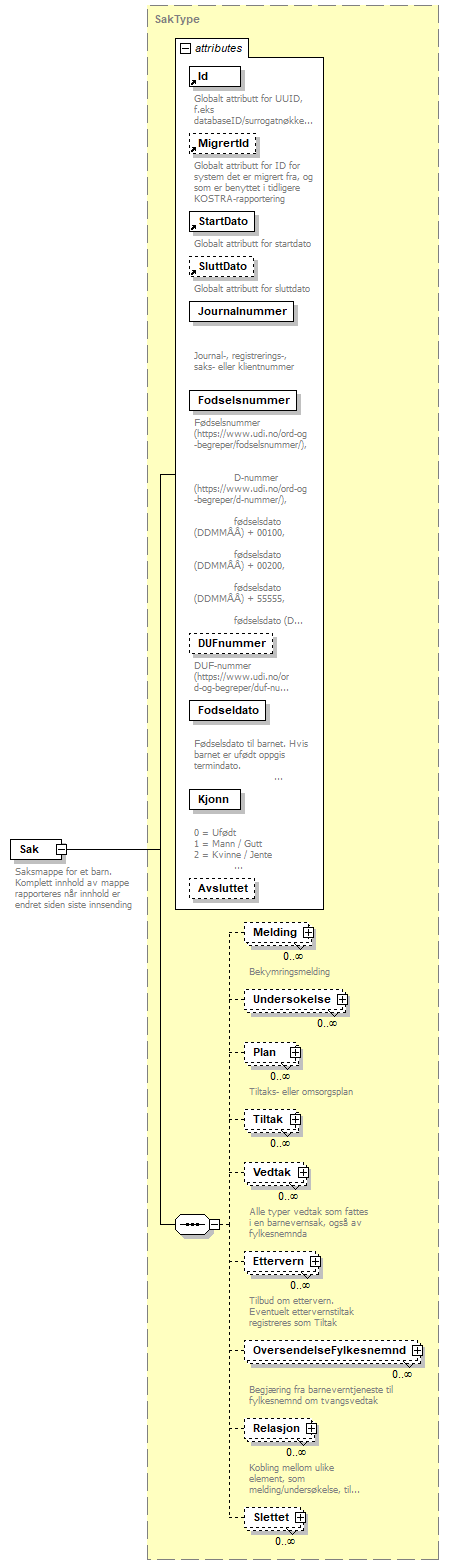 SakType
attributes
Id
Globalt attributt for UUID,
f.eks
databaseID/surrogatnøkke...
MigrertId
Globalt attributt for ID for
system det er migrert fra, og
som er benyttet i tidligere
KOSTRA-rapportering
StartDato
Globalt attributt for startdato
SluttDato
Globalt attributt for sluttdato
Journalnummer
Journal-, registrerings-,
saks- eller klientnummer
Fodselsnummer
Fødselsnummer
(https://www.udi.no/ord-og
-begreper/fodselsnummer/),
D-nummer
(https://www.udi.no/ord-og
-begreper/d-nummer/),
fødselsdato
(DDMMÅÅ) + 00100,
fødselsdato
(DDMMÅÅ) + 00200,
fødselsdato
(DDMMÅÅ) + 55555,
fødselsdato (D...
DUFnummer
DUF-nummer
(https://www.udi.no/or
d-og-begreper/duf-nu...
Fodseldato
Fødselsdato til barnet. Hvis
barnet er ufødt oppgis
termindato.
...
Kjonn
0 = Ufødt
1 = Mann / Gutt
2 = Kvinne / Jente
...
Avsluttet
Sak
Saksmappe for et barn.
Komplett innhold av mappe
rapporteres når innhold er
endret siden siste innsending
Melding
0..∞
Bekymringsmelding
Undersokelse
0..∞
Plan
0..∞
Tiltaks- eller omsorgsplan
Tiltak
0..∞
Vedtak
0..∞
Alle typer vedtak som fattes
i en barnevernsak, også av
fylkesnemnda
Ettervern
0..∞
Tilbud om ettervern.
Eventuelt ettervernstiltak
registreres som Tiltak
OversendelseFylkesnemnd
0..∞
Begjæring fra barneverntjeneste til
fylkesnemnd om tvangsvedtak
Relasjon
0..∞
Kobling mellom ulike
element, som
melding/undersøkelse, til...
Slettet
0..∞